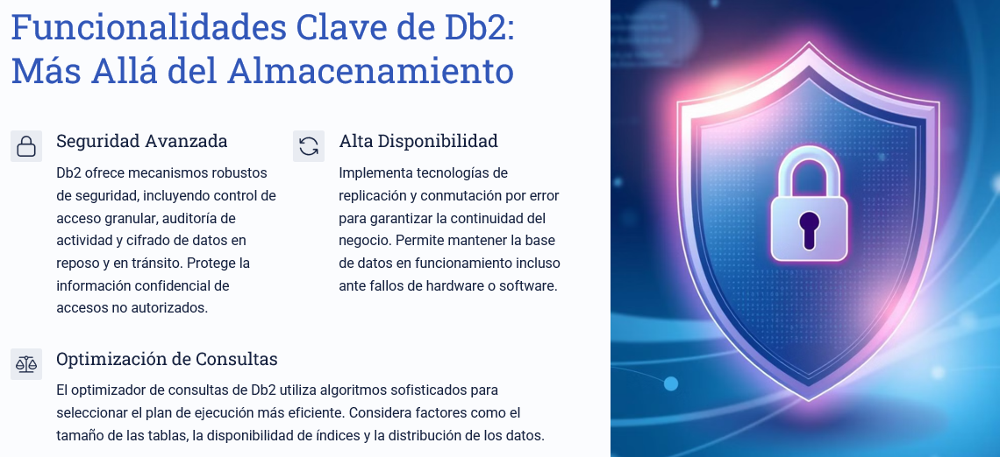 Funcionalidades Clave de Db2:
Más Allá del Almacenamiento
Seguridad Avanzada
Db2 ofrece mecanismos robustos
de seguridad, incluyendo control de
acceso granular, auditoría de
actividad y cifrado de datos en
reposo y en tránsito. Protege la
información confidencial de
accesos no autorizados.
Alta Disponibilidad
Implementa tecnologías de
replicación y conmutación por error
para garantizar la continuidad del
negocio. Permite mantener la base
de datos en funcionamiento incluso
ante fallos de hardware o software.
Optimización de Consultas
El optimizador de consultas de Db2 utiliza algoritmos sofisticados para
seleccionar el plan de ejecución más eficiente. Considera factores como el
tamaño de las tablas, la disponibilidad de índices y la distribución de los datos.